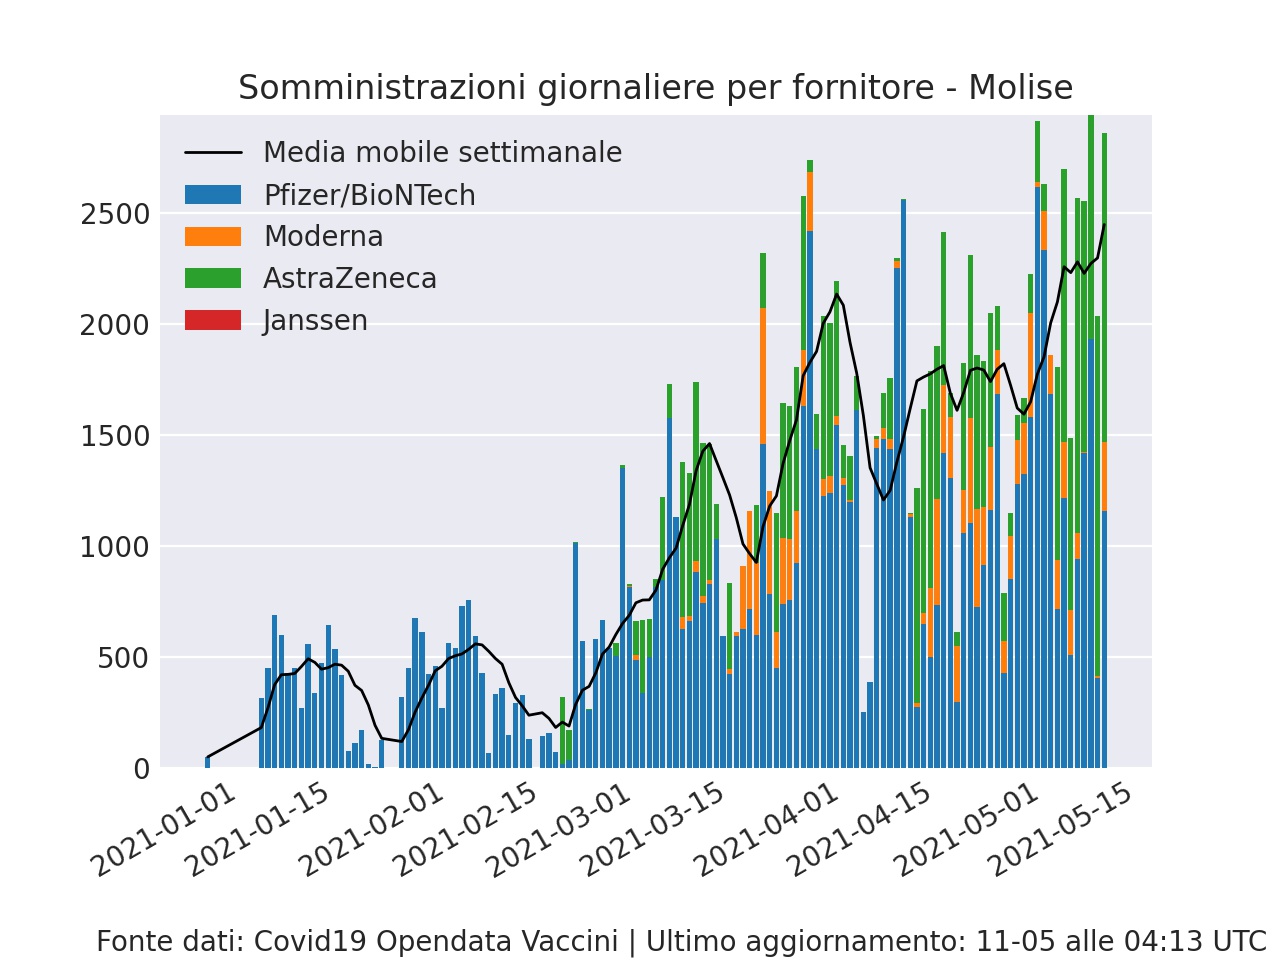 Somministrazioni giornaliere per fornitore - Molise
Media mobile settimanale
Pfizer/BioNTech
Moderna
AstraZeneca
Janssen
2500
2000
1500
1000
500
0
2021-01-01
2021-01-15
2021-02-01
2021-02-15
2021-03-01
2021-03-15
2021-04-01
2021-04-15
2021-05-01
2021-05-15
Fonte dati: Covid19 Opendata Vaccini | Ultimo aggiornamento: 11-05 alle 04:13 UTC